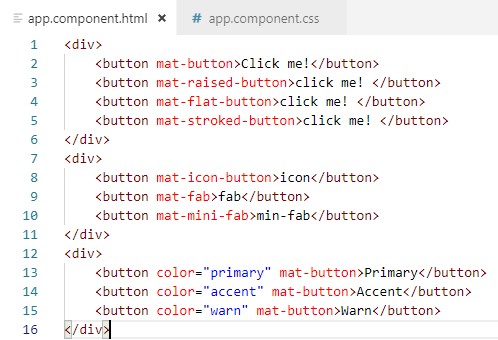 app.component.html × # app.component.css
1 <div>
2     <button mat-button>Click me!</button>
3     <button mat-raised-button>click me! </button>
4     <button mat-flat-button>click me! </button>
5     <button mat-stroked-button>click me! </button>
6 </div>
7 <div>
8     <button mat-icon-button>icon</button>
9     <button mat-fab>fab</button>
10     <button mat-mini-fab>min-fab</button>
11 </div>
12 <div>
13     <button color="primary" mat-button>Primary</button>
14     <button color="accent" mat-button>Accent</button>
15     <button color="warn" mat-button>Warn</button>
16 </div>